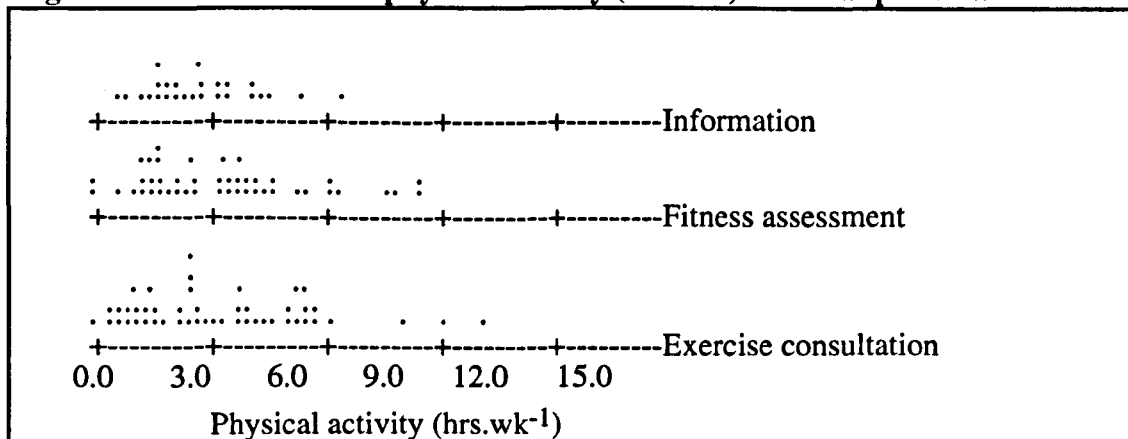 +---------+---------+---------+---------+---------Information
+---------+---------+---------+---------+---------Fitness assessment
+---------+---------+---------+---------+---------Exercise consultation
0.0 3.0 6.0 9.0 12.0 15.0
Physical activity (hrs.wk-1)